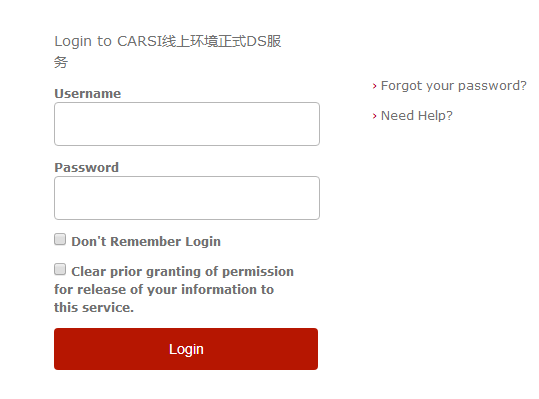 Login to CARSI线上环境正式DS服
务
Username
› Forgot your password?
› Need Help?
Password
Don't Remember Login
Clear prior granting of permission
for release of your information to
this service.
Login